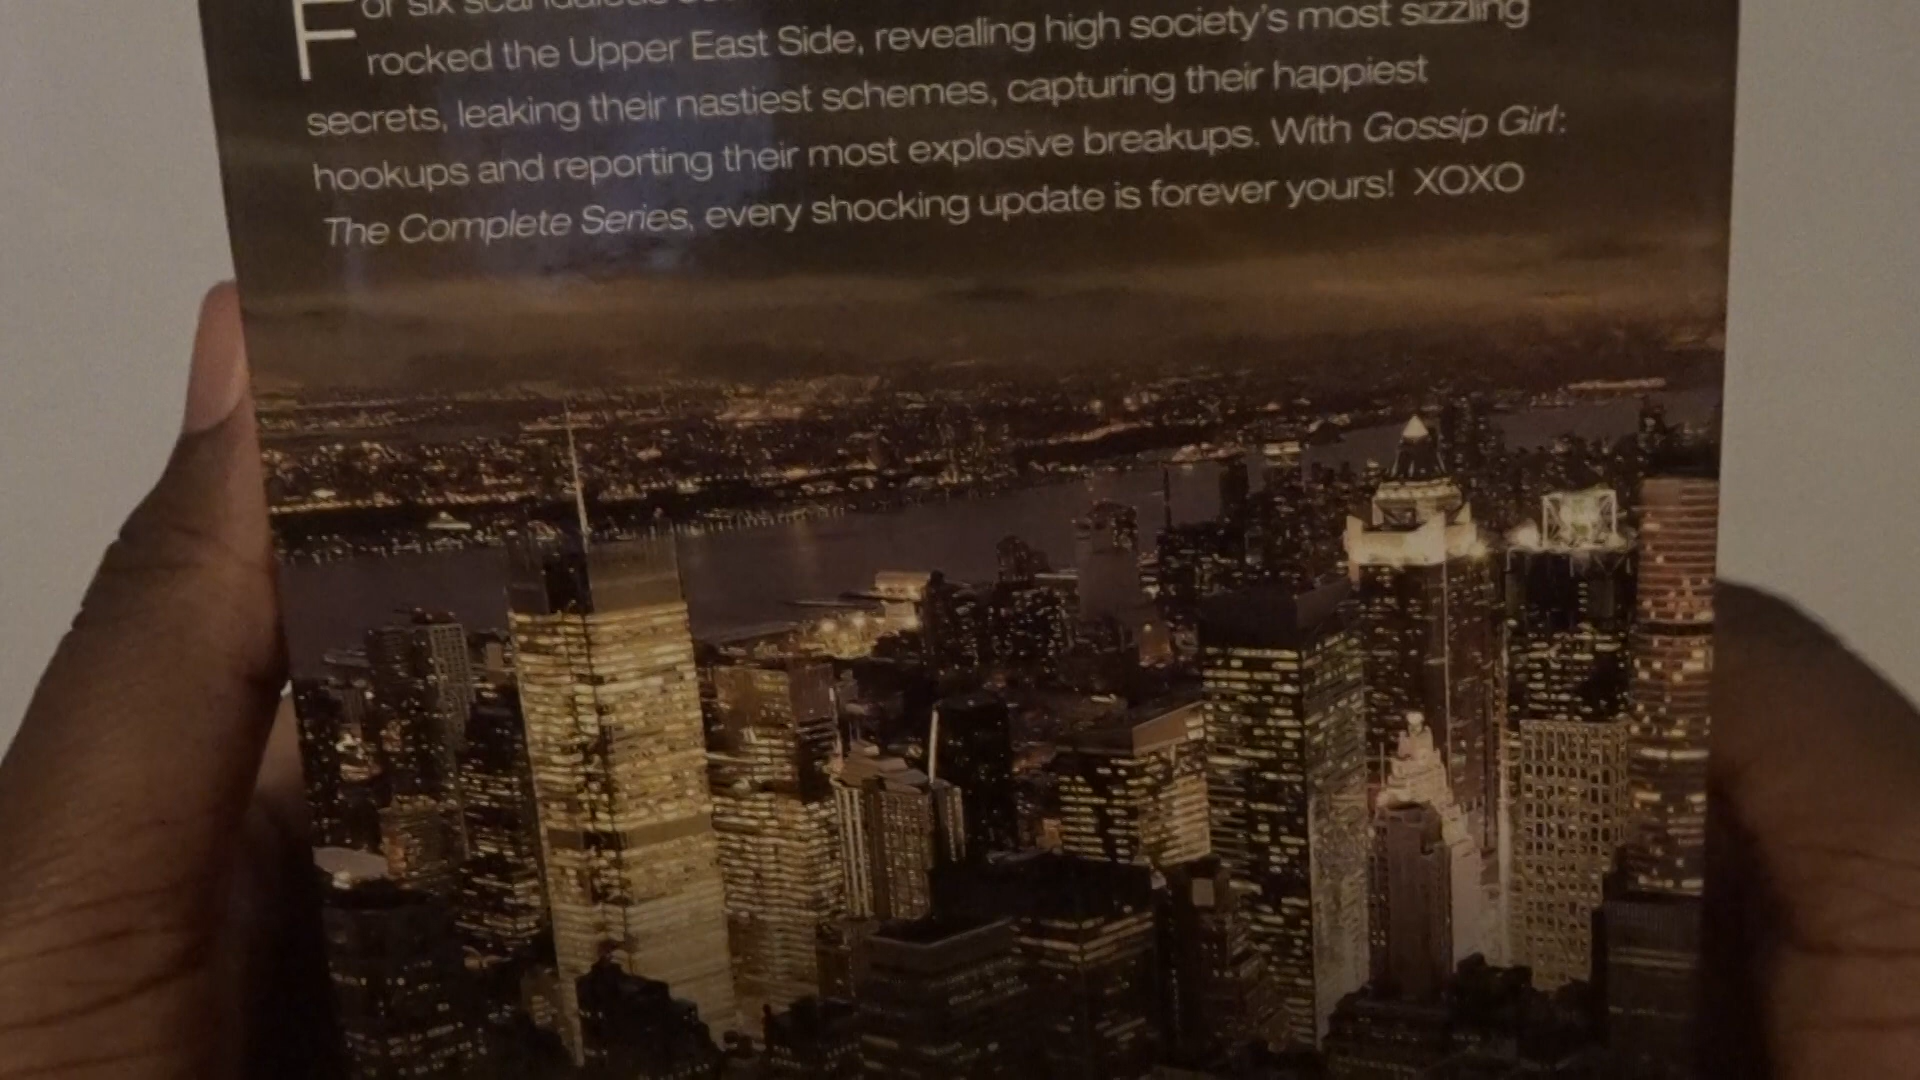 For six scandalous
rocked the Upper East Side, revealing high society's most sizzling
secrets, leaking their nastiest schemes, capturing their happiest
hookups and reporting their most explosive breakups. With Gossip Girl:
The Complete Series, every shocking update is forever yours! XOXO